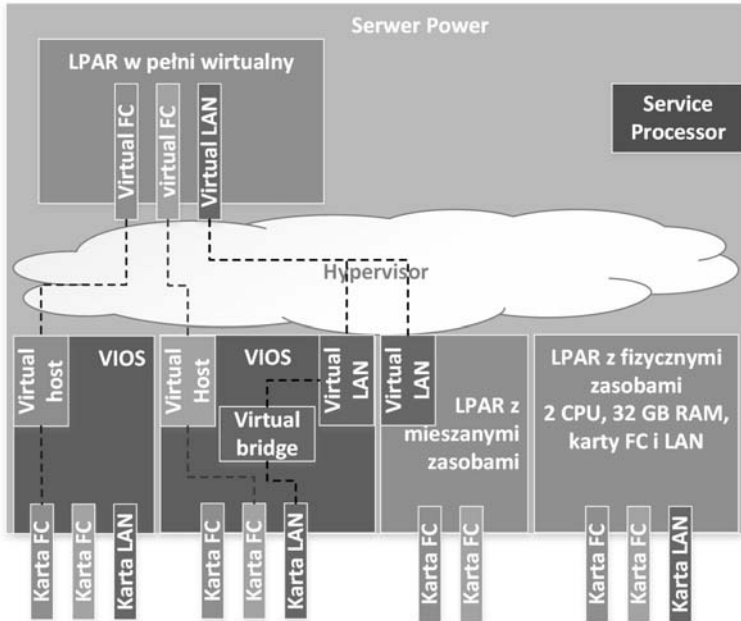 Serwer Power
LPAR w pełni wirtualny
Virtual FC
virtual FC
Virtual LAN
Service
Processor
Hypervisor
Virtual
host
VIOS
Virtual
Host
VIOS
Virtual
LAN
Virtual
bridge
Virtual
LAN
LPAR z
mieszanymi
zasobami
LPAR z fizycznymi
zasobami
2 CPU, 32 GB RAM,
karty FC i LAN
Karta FC
Karta FC
Karta LAN
Karta FC
Karta FC
Karta LAN
Karta FC
Karta FC
Karta FC
Karta FC
Karta LAN